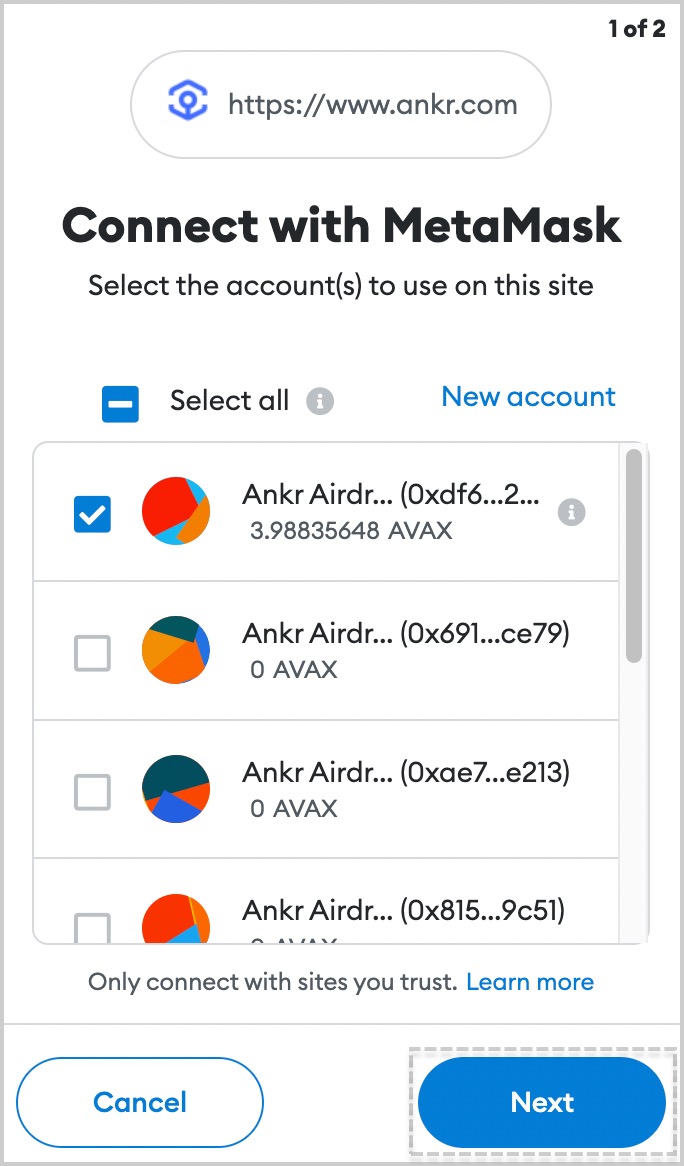 1 of 2
https://www.ankr.com
Connect with MetaMask
Select the account(s) to use on this site
Select all
New account
Ankr Airdr... (0xdf6...2...
3.98835648 AVAX
Ankr Airdr... (0x691...ce79)
0 AVAX
Ankr Airdr... (0xae7...e213)
0 AVAX
Ankr Airdr... (0x815...9c51)
0 AVAX
Only connect with sites you trust. Learn more
Cancel
Next